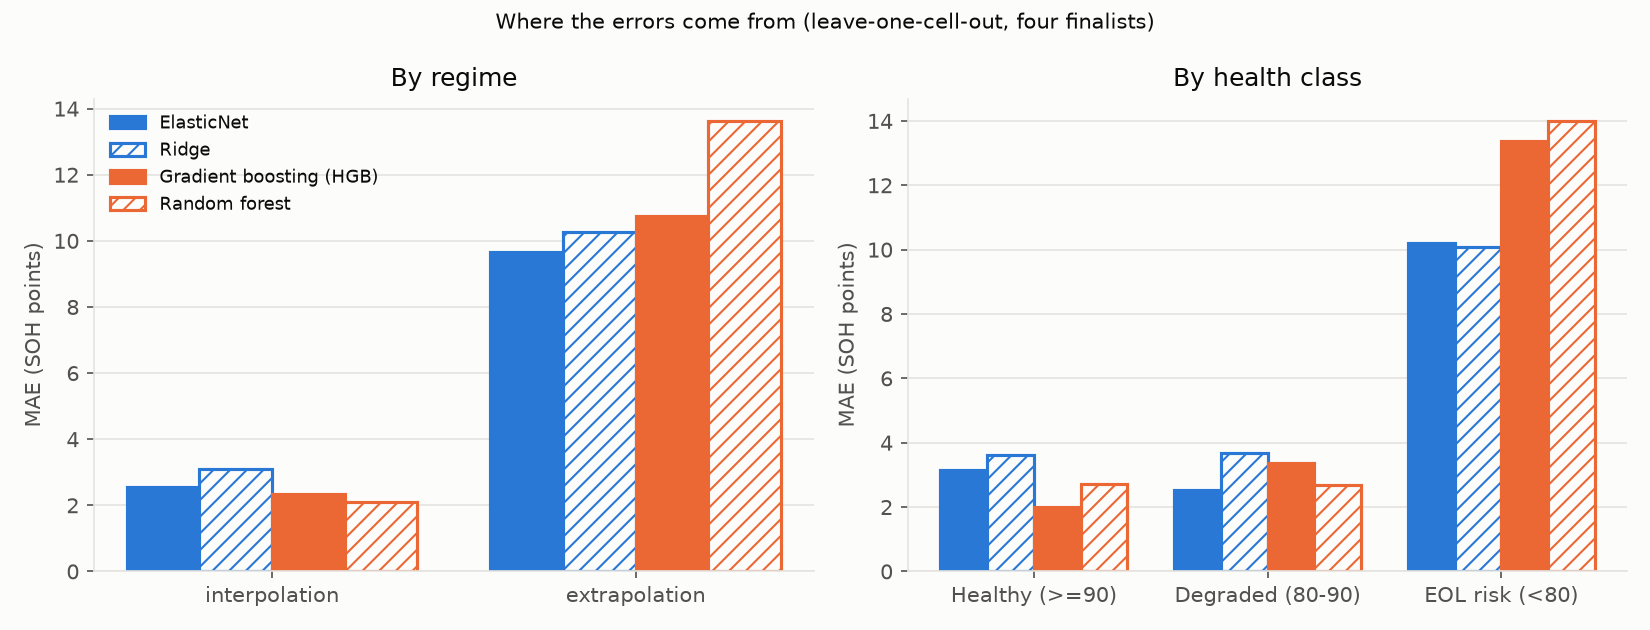 Where the errors come from (leave-one-cell-out, four finalists)
By regime
MAE (SOH points)
14
12
10
8
6
4
2
0
ElasticNet
Ridge
Gradient boosting (HGB)
Random forest
interpolation
extrapolation
By health class
MAE (SOH points)
14
12
10
8
6
4
2
0
Healthy (>=90)
Degraded (80-90)
EOL risk (<80)